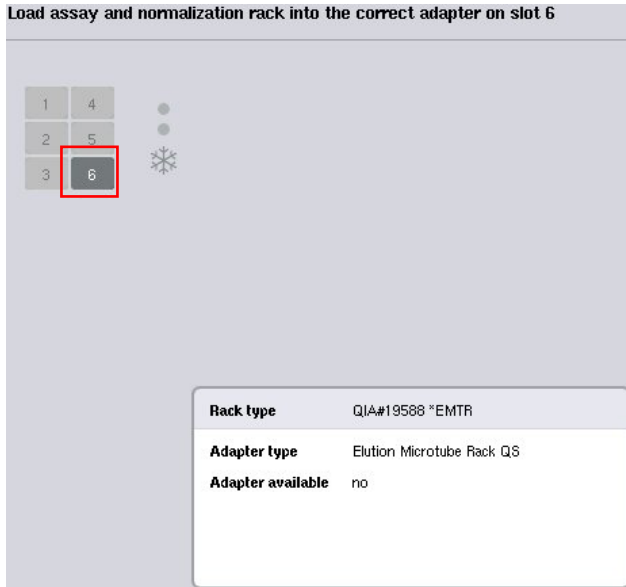 Load assay and normalization rack into the correct adapter on slot 6
1 4
2 5
3 6
Rack type QIA#19588 *EMTR
Adapter type Elution Microtube Rack QS
Adapter available no